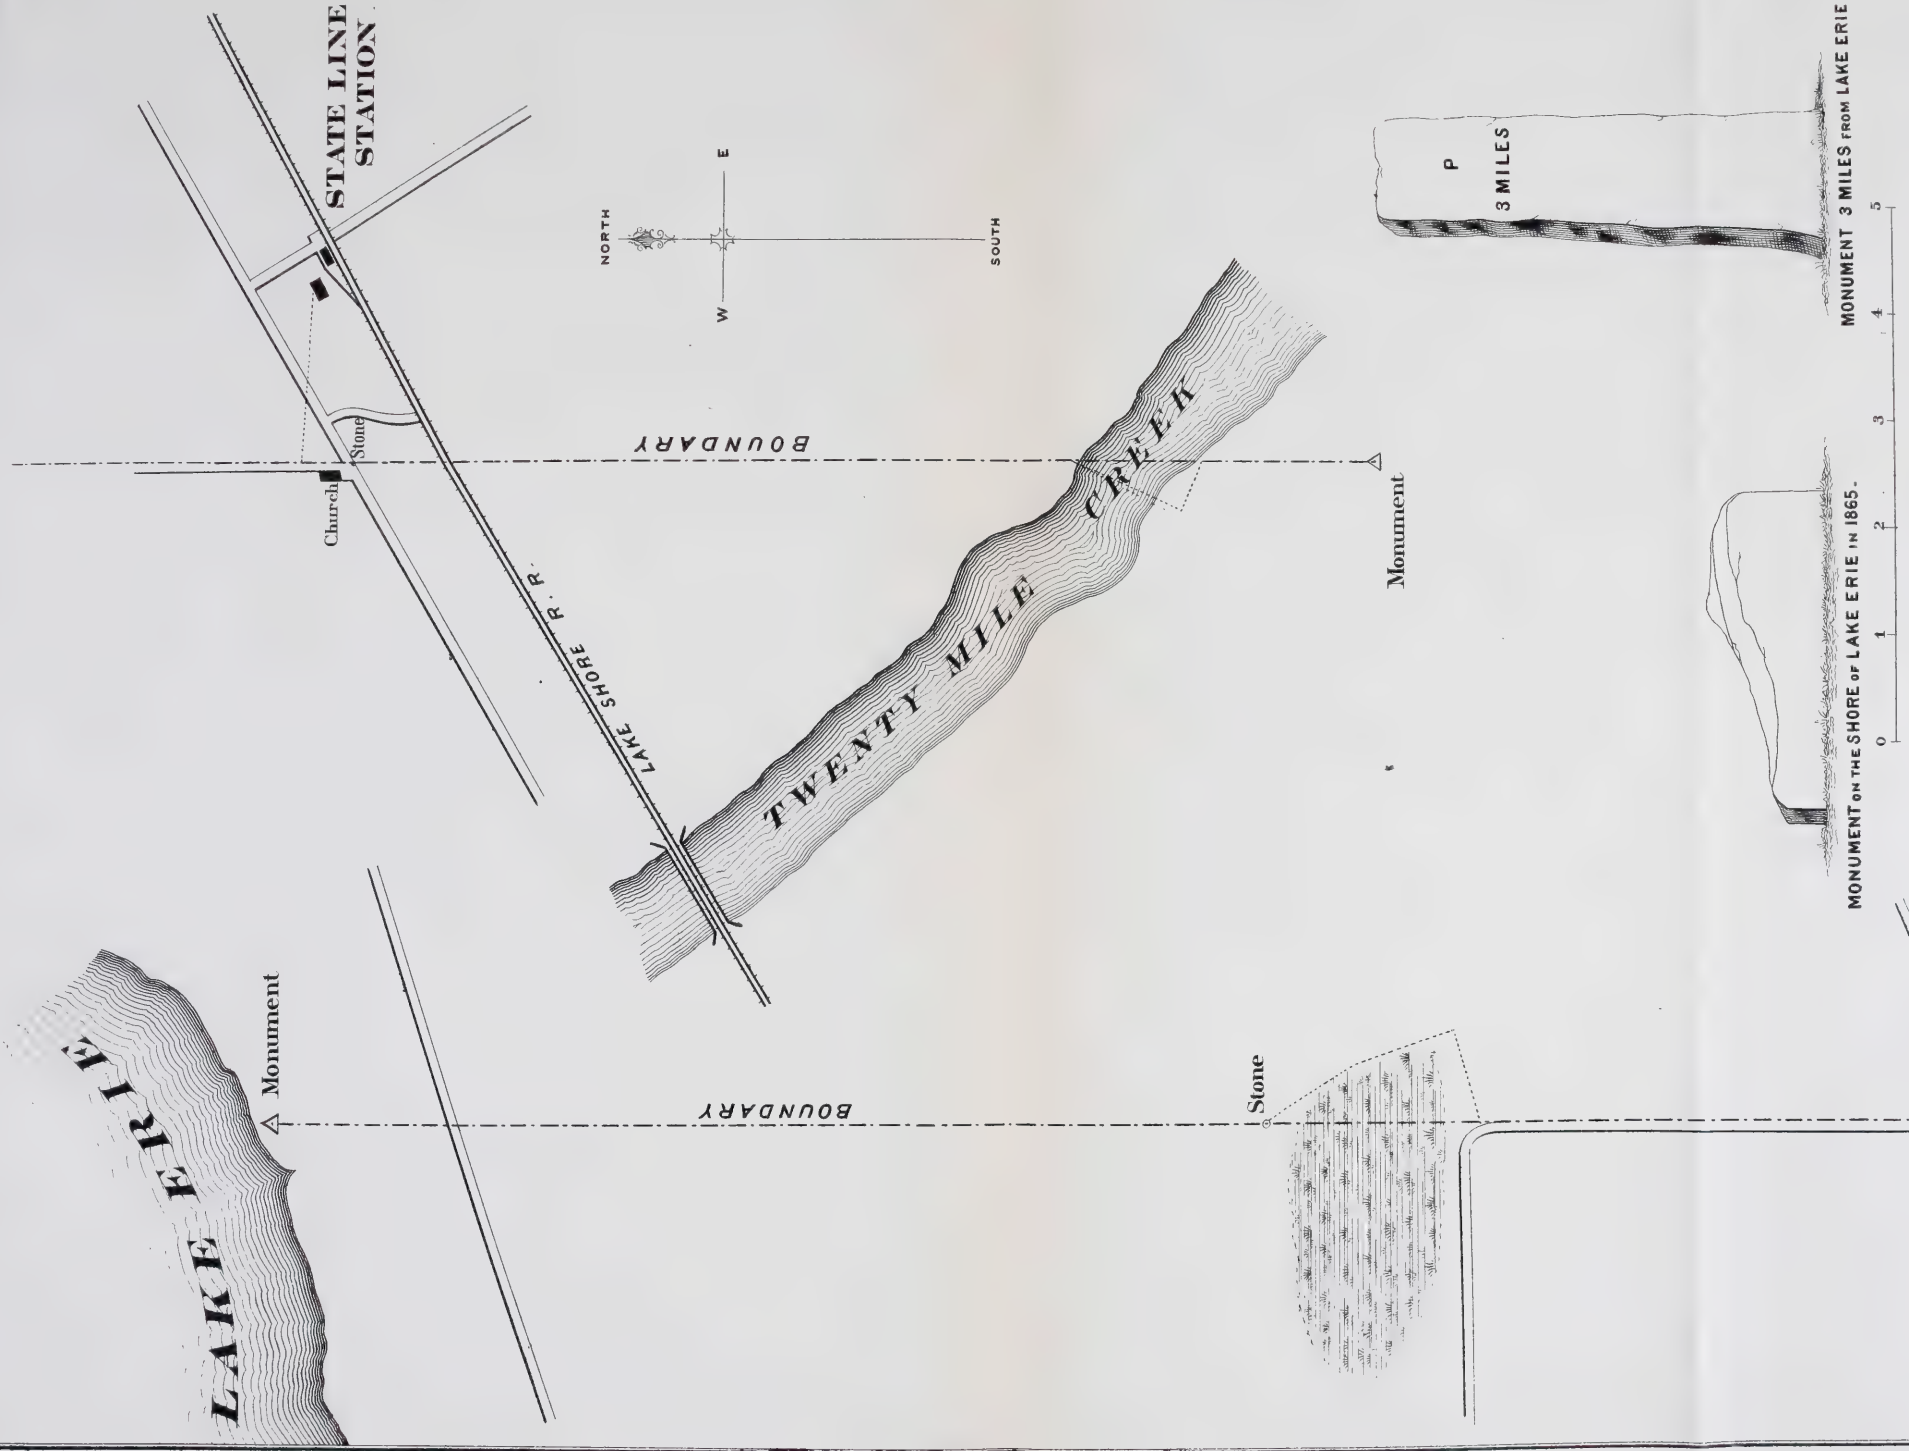 LAKE ERIE
Monument
BOUNDARY
Stone
STATE LINE
STATION.
Church
Stone
BOUNDARY
LAKE SHORE R. R.
TWENTY MILE CREEK
Monument
NORTH
W
E
SOUTH
P
3 MILES
MONUMENT 3 MILES FROM LAKE ERIE
MONUMENT ON THE SHORE OF LAKE ERIE IN 1865.
0 1 2 3 4 5